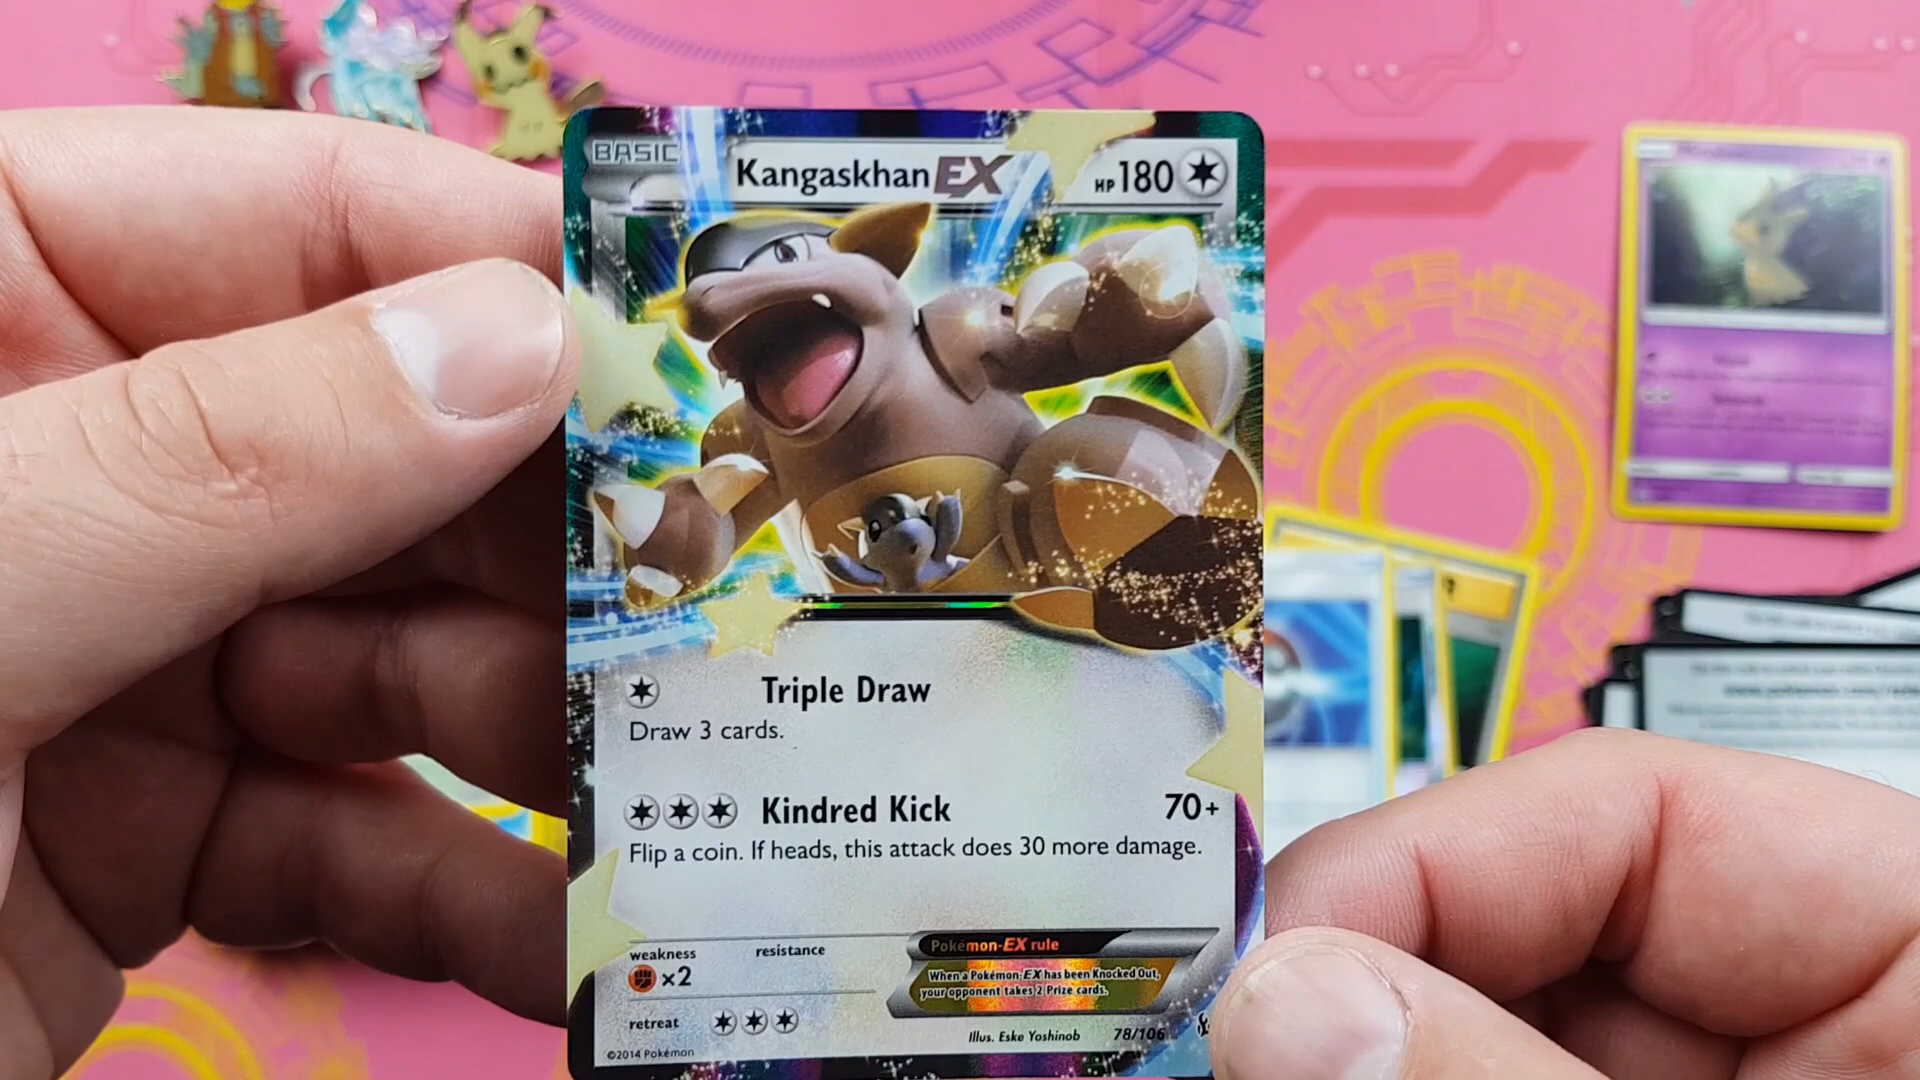 BASIC
Kangaskhan EX HP 180
Triple Draw
Draw 3 cards.
Kindred Kick 70+
Flip a coin. If heads, this attack does 30 more damage.
weakness resistance
×2
Pokémon-EX rule
When a Pokémon-EX has been Knocked Out,
your opponent takes 2 Prize cards.
retreat
Illus. Eske Yoshinob 78/106
©2014 Pokémon